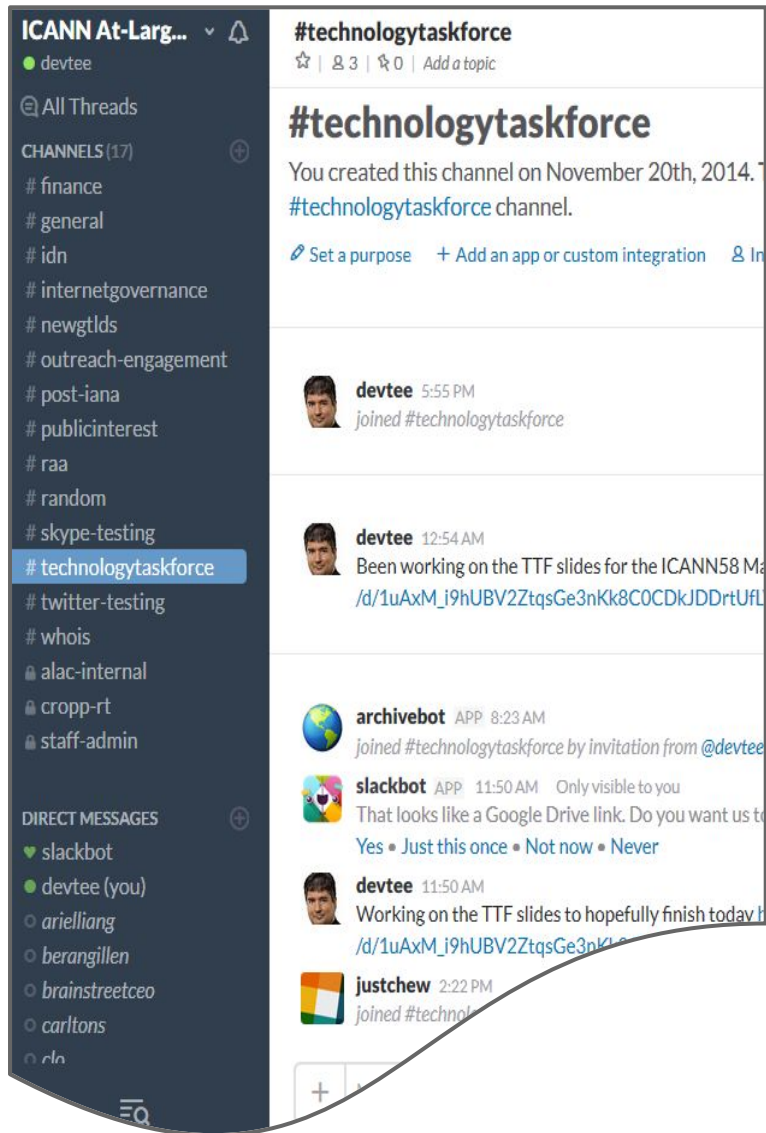 ICANN At-Larg...
devtee
All Threads
CHANNELS (17)
# finance
# general
# idn
# internetgovernance
# newgtlds
# outreach-engagement
# post-iana
# publicinterest
# raa
# random
# skype-testing
# technologytaskforce
# twitter-testing
# whois
alac-internal
cropp-rt
staff-admin
DIRECT MESSAGES
slackbot
devtee (you)
arielliang
berangillen
brainstreetceo
carltons
clo
#technologytaskforce
3 | 0 | Add a topic
#technologytaskforce
You created this channel on November 20th, 2014.
#technologytaskforce channel.
Set a purpose + Add an app or custom integration In
devtee 5:55 PM
joined #technologytaskforce
devtee 12:54 AM
Been working on the TTF slides for the ICANN58 Ma
/d/1uAxM_i9hUBV2ZtqsGe3nKk8C0CDkJDDrtUfL
archivebot APP 8:23 AM
joined #technologytaskforce by invitation from @devtee
slackbot APP 11:50 AM Only visible to you
That looks like a Google Drive link. Do you want us to
Yes • Just this once • Not now • Never
devtee 11:50 AM
Working on the TTF slides to hopefully finish today h
/d/1uAxM_i9hUBV2ZtqsGe3nKk8
justchew 2:22 PM
joined #technolo